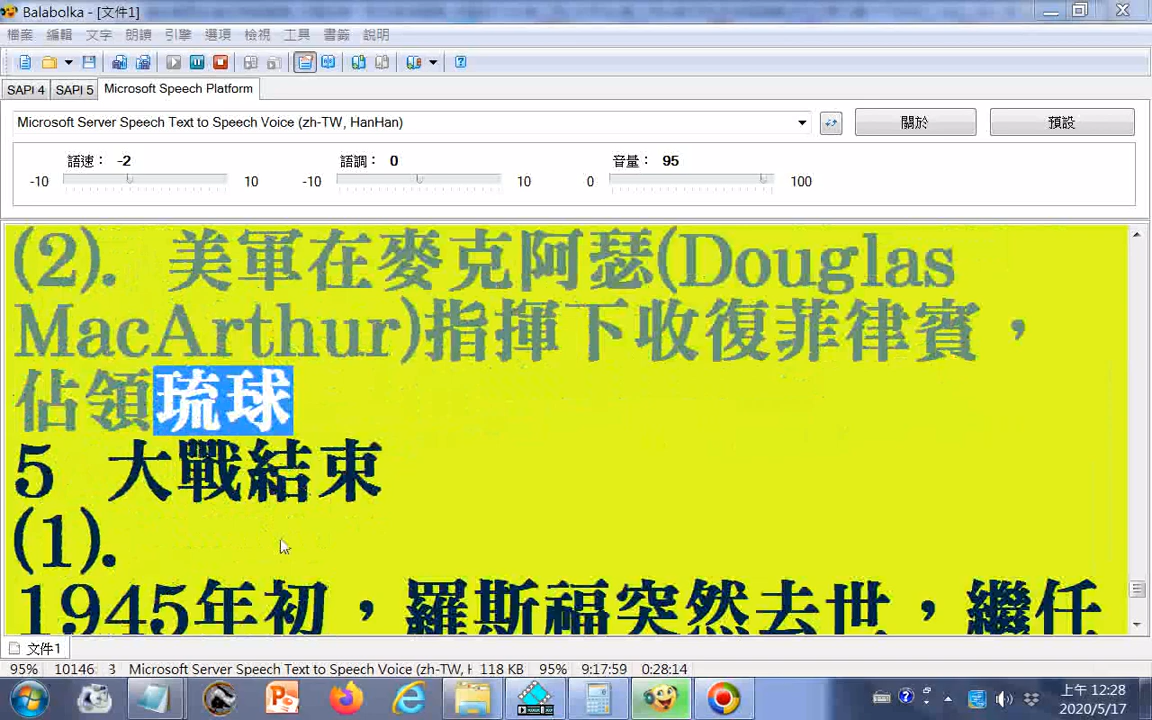 Balabolka - [文件1]
檔案 編輯 文字 朗讀 引擎 選項 檢視 工具 書籤 說明
SAPI 4 SAPI 5 Microsoft Speech Platform
Microsoft Server Speech Text to Speech Voice (zh-TW, HanHan) 關於 預設
語速： -2 語調： 0 音量： 95
-10 10 -10 10 0 100
(2). 美軍在麥克阿瑟(Douglas
MacArthur)指揮下收復菲律賓，
佔領琉球
5 大戰結束
(1).
1945年初，羅斯福突然去世，繼任
文件1
95% 10146 3 Microsoft Server Speech Text to Speech Voice (zh-TW, H 118 KB 95% 9:17:59 0:28:14
上午 12:28
2020/5/17